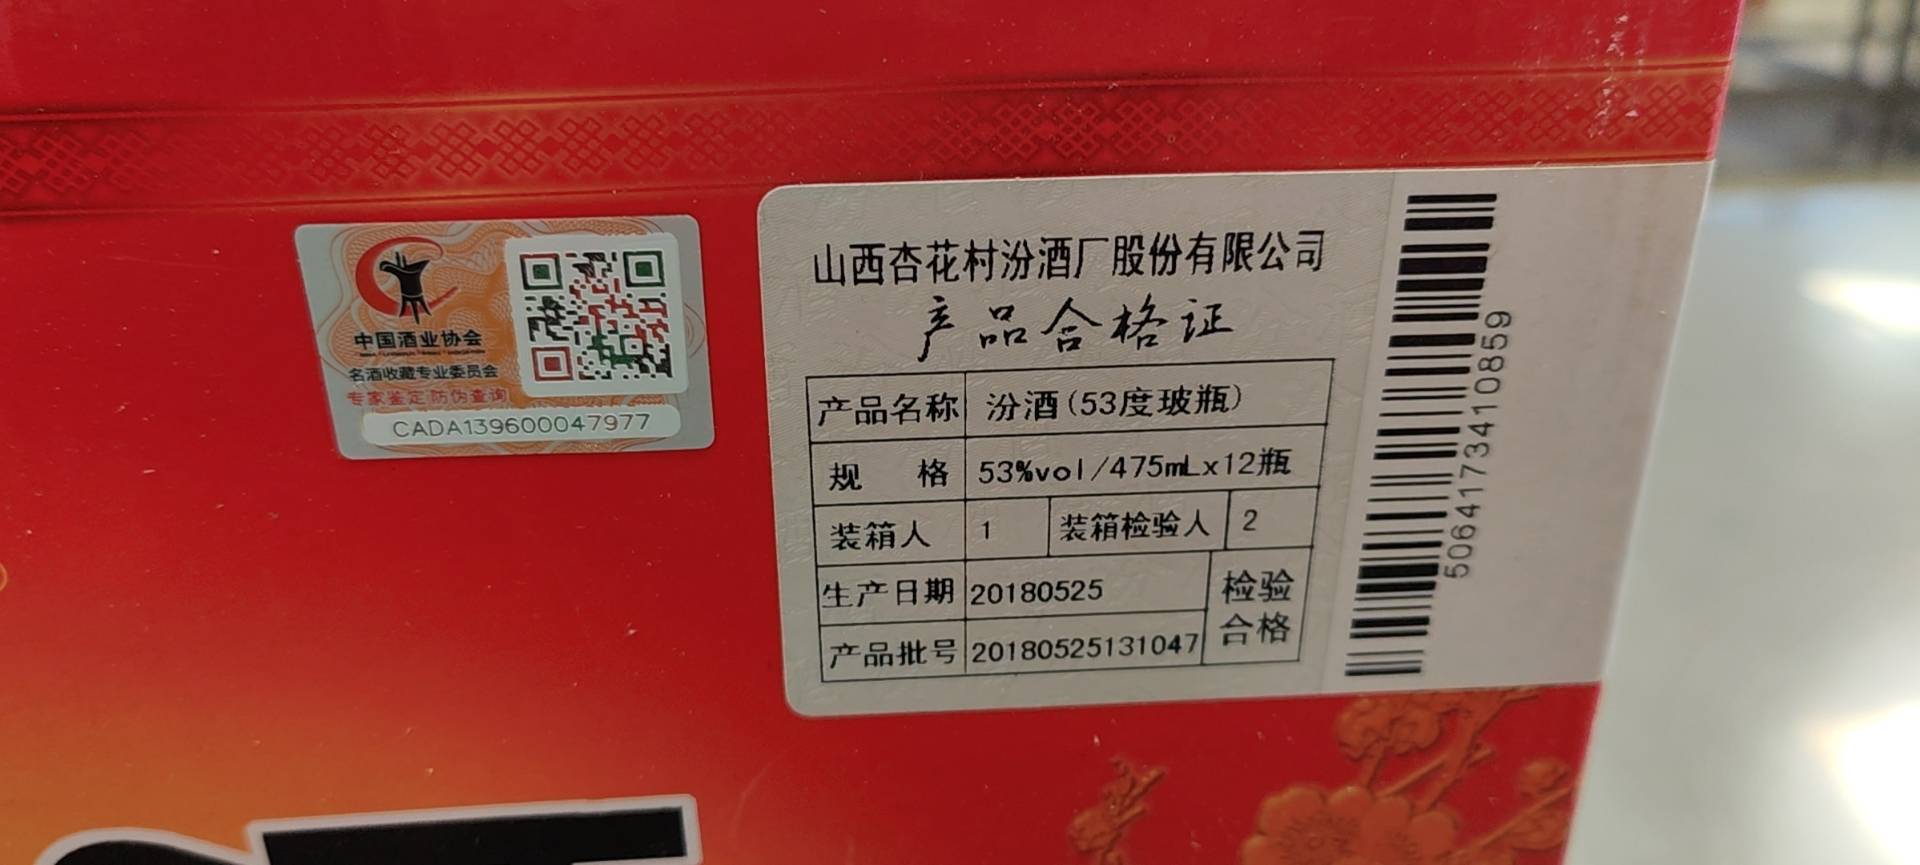 中国酒业协会
名酒收藏专业委员会
专家鉴定 防伪查询
CADA139600047977
山西杏花村汾酒厂股份有限公司
产品合格证
产品名称 汾酒(53度玻瓶)
规 格 53%vol/475mLx12瓶
装箱人 1 装箱检验人 2
生产日期 20180525 检验
产品批号 20180525131047 合格
5064173410859